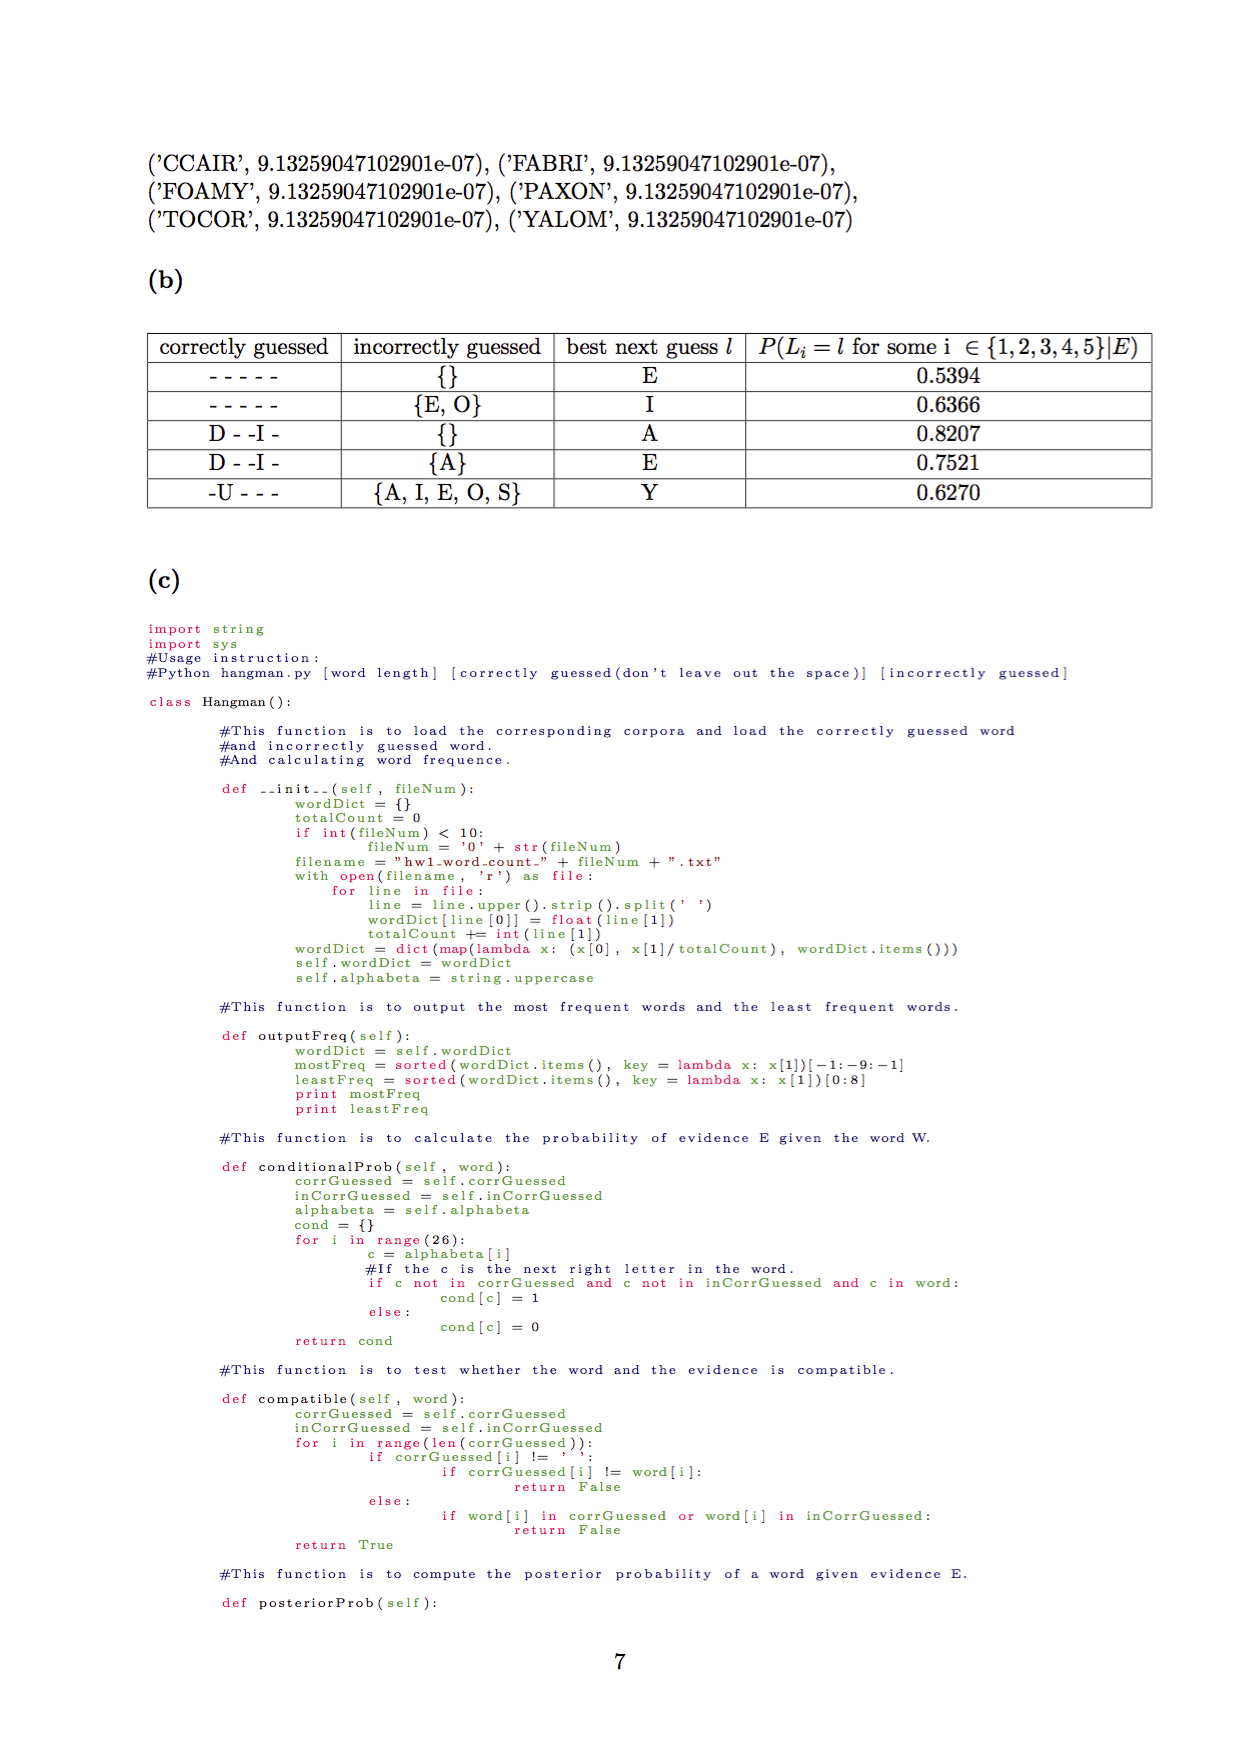 ('CCAIR', 9.13259047102901e-07), ('FABRI', 9.13259047102901e-07),
('FOAMY', 9.13259047102901e-07), ('PAXON', 9.13259047102901e-07),
('TOCOR', 9.13259047102901e-07), ('YALOM', 9.13259047102901e-07)
(b)
correctly guessed | incorrectly guessed | best next guess l | P(L_i = l for some i ∈ {1, 2, 3, 4, 5}|E)
- - - - - | {} | E | 0.5394
- - - - - | {E, O} | I | 0.6366
D - -I - | {} | A | 0.8207
D - -I - | {A} | E | 0.7521
-U - - - | {A, I, E, O, S} | Y | 0.6270
(c)
import string
import sys
#Usage instruction:
#Python hangman.py [word length] [correctly guessed(don't leave out the space)] [incorrectly guessed]
class Hangman():
#This function is to load the corresponding corpora and load the correctly guessed word
#and incorrectly guessed word.
#And calculating word frequence.
def __init__(self, fileNum):
wordDict = {}
totalCount = 0
if int(fileNum) < 10:
fileNum = '0' + str(fileNum)
filename = "hw1_word_count_" + fileNum + ".txt"
with open(filename, 'r') as file:
for line in file:
line = line.upper().strip().split(' ')
wordDict[line[0]] = float(line[1])
totalCount += int(line[1])
wordDict = dict(map(lambda x: (x[0], x[1]/totalCount), wordDict.items()))
self.wordDict = wordDict
self.alphabeta = string.uppercase
#This function is to output the most frequent words and the least frequent words.
def outputFreq(self):
wordDict = self.wordDict
mostFreq = sorted(wordDict.items(), key = lambda x: x[1])[-1:-9:-1]
leastFreq = sorted(wordDict.items(), key = lambda x: x[1])[0:8]
print mostFreq
print leastFreq
#This function is to calculate the probability of evidence E given the word W.
def conditionalProb(self, word):
corrGuessed = self.corrGuessed
inCorrGuessed = self.inCorrGuessed
alphabeta = self.alphabeta
cond = {}
for i in range(26):
c = alphabeta[i]
#If the c is the next right letter in the word.
if c not in corrGuessed and c not in inCorrGuessed and c in word:
cond[c] = 1
else:
cond[c] = 0
return cond
#This function is to test whether the word and the evidence is compatible.
def compatible(self, word):
corrGuessed = self.corrGuessed
inCorrGuessed = self.inCorrGuessed
for i in range(len(corrGuessed)):
if corrGuessed[i] != ' ':
if corrGuessed[i] != word[i]:
return False
else:
if word[i] in corrGuessed or word[i] in inCorrGuessed:
return False
return True
#This function is to compute the posterior probability of a word given evidence E.
def posteriorProb(self):
7